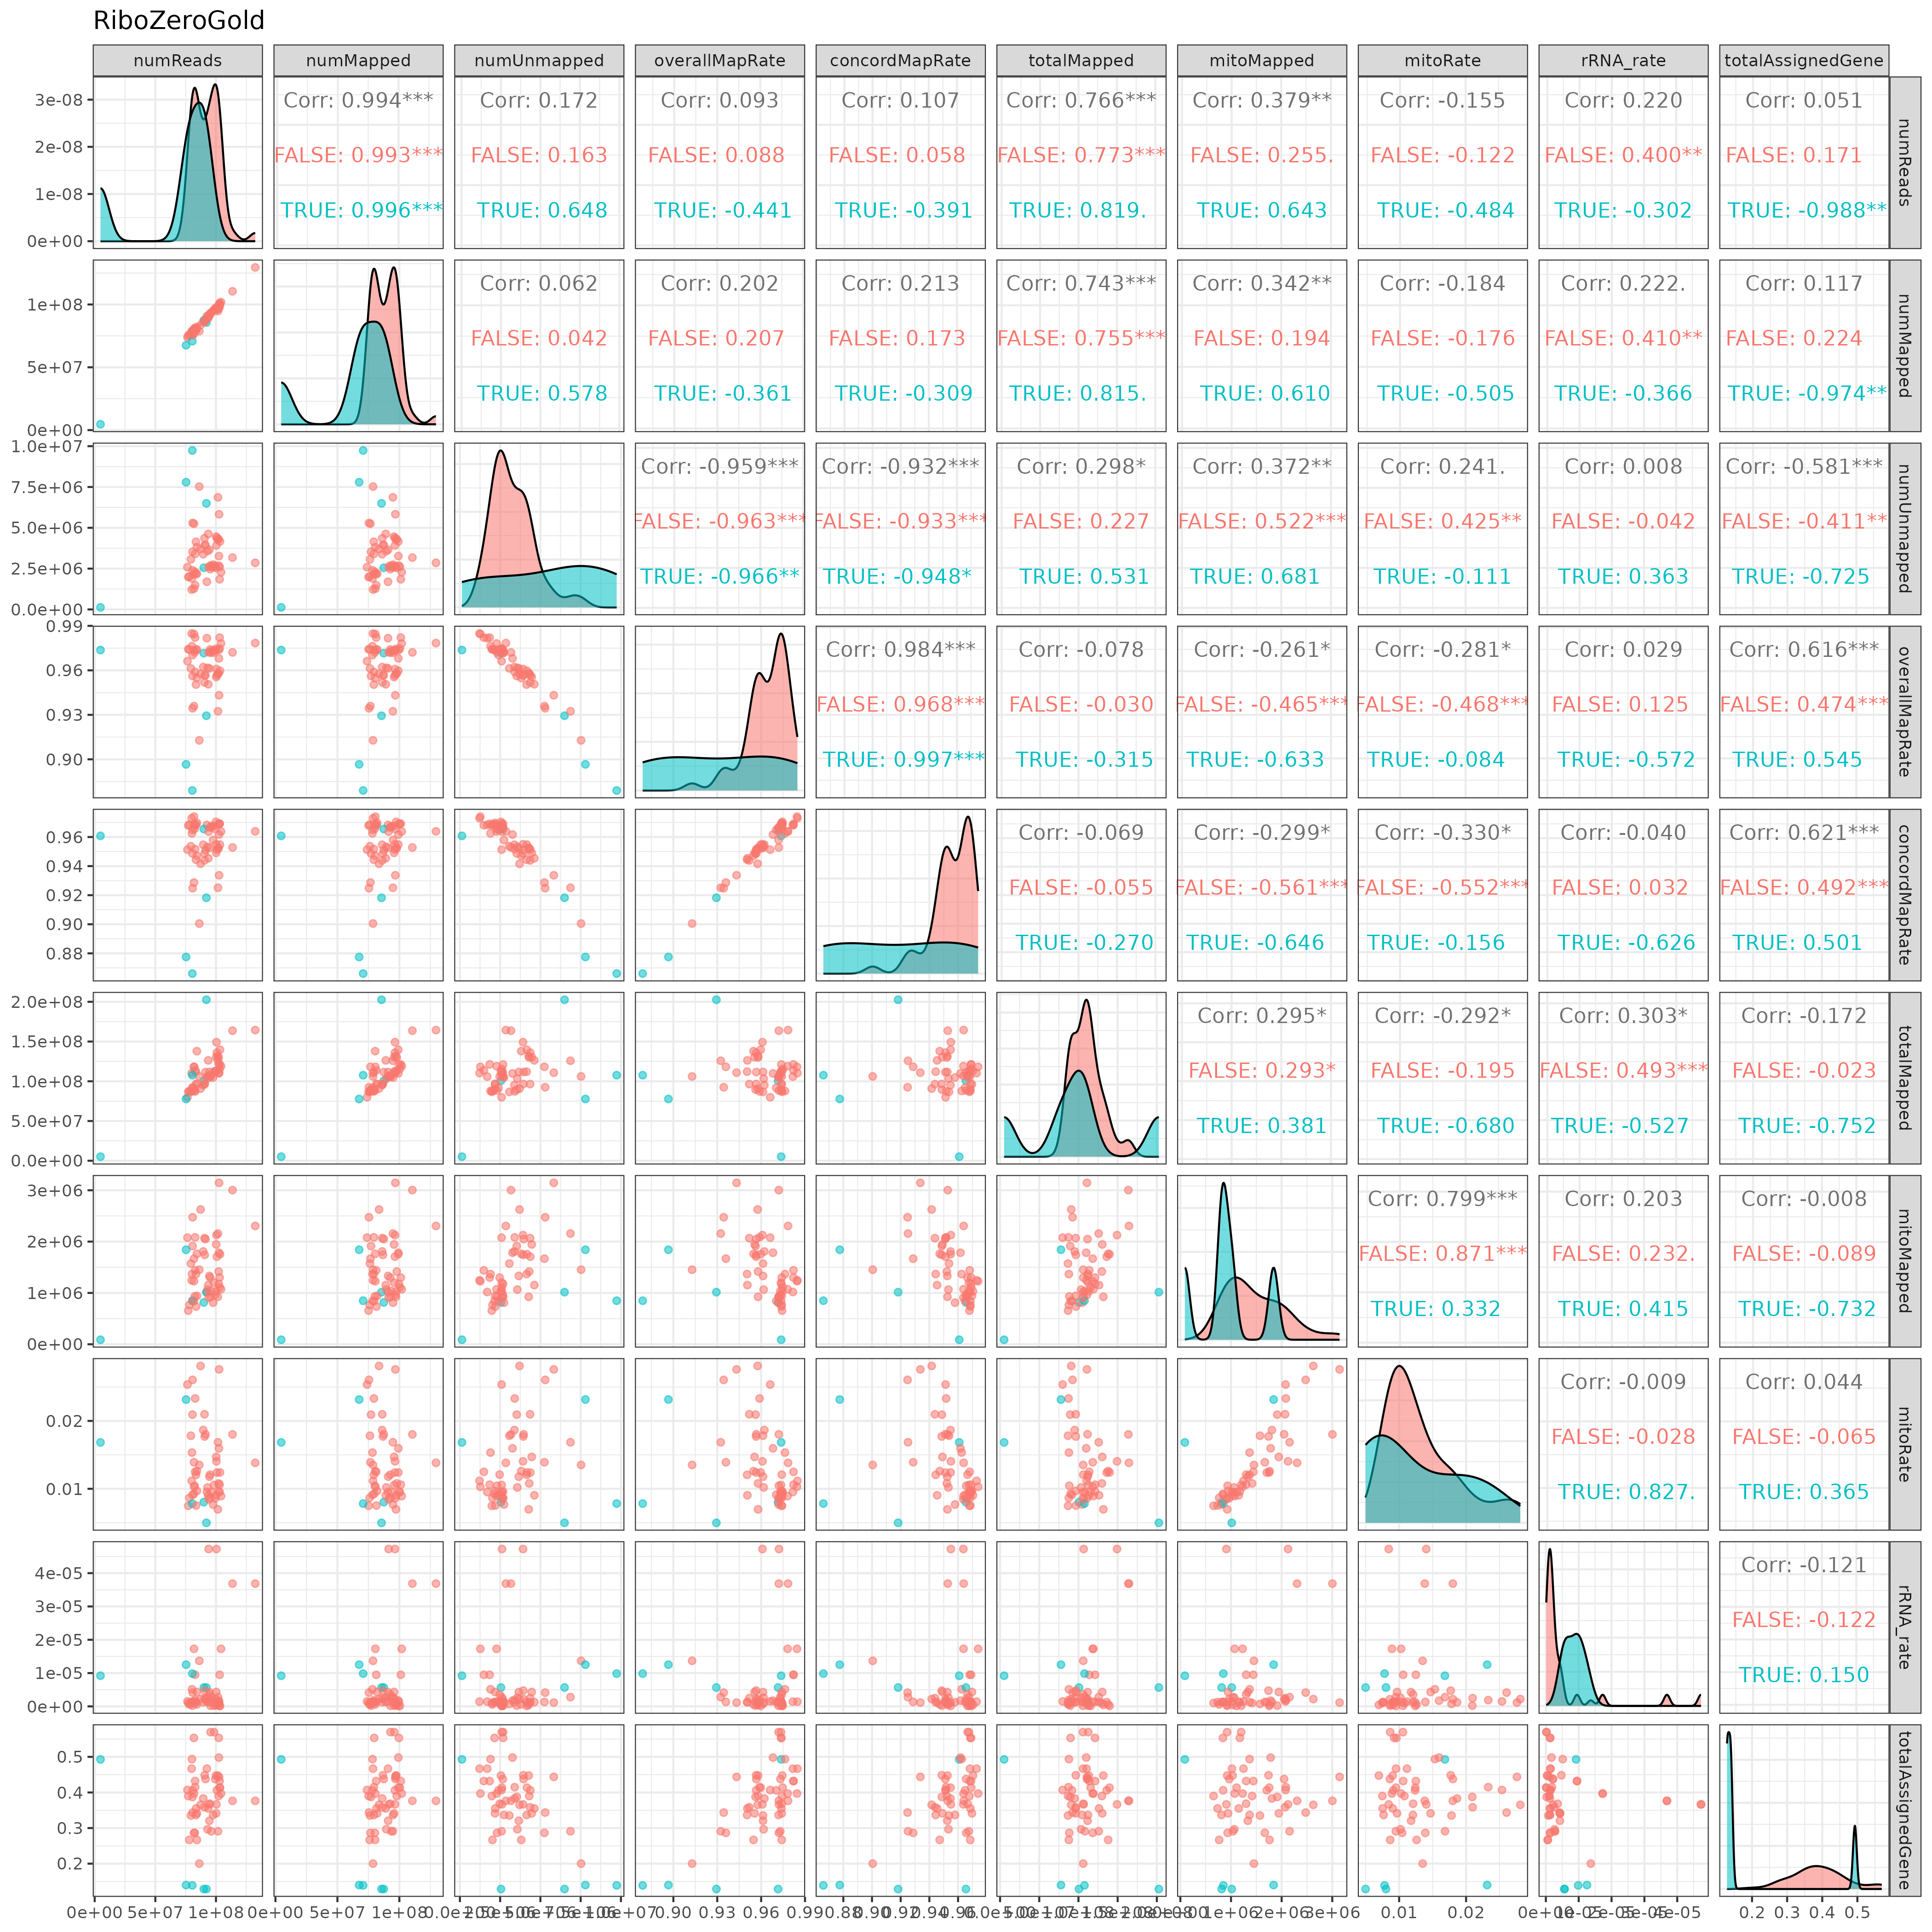 RiboZeroGold
numReads numMapped numUnmapped overallMapRate concordMapRate totalMapped mitoMapped mitoRate rRNA_rate totalAssignedGene
3e-08 Corr: 0.994*** Corr: 0.172 Corr: 0.093 Corr: 0.107 Corr: 0.766*** Corr: 0.379** Corr: -0.155 Corr: 0.220 Corr: 0.051
2e-08 FALSE: 0.993*** FALSE: 0.163 FALSE: 0.088 FALSE: 0.058 FALSE: 0.773*** FALSE: 0.255. FALSE: -0.122 FALSE: 0.400** FALSE: 0.171
1e-08 TRUE: 0.996*** TRUE: 0.648 TRUE: -0.441 TRUE: -0.391 TRUE: 0.819. TRUE: 0.643 TRUE: -0.484 TRUE: -0.302 TRUE: -0.988**
0e+00
numReads
Corr: 0.062 Corr: 0.202 Corr: 0.213 Corr: 0.743*** Corr: 0.342** Corr: -0.184 Corr: 0.222. Corr: 0.117
1e+08
FALSE: 0.042 FALSE: 0.207 FALSE: 0.173 FALSE: 0.755*** FALSE: 0.194 FALSE: -0.176 FALSE: 0.410** FALSE: 0.224
5e+07
TRUE: 0.578 TRUE: -0.361 TRUE: -0.309 TRUE: 0.815. TRUE: 0.610 TRUE: -0.505 TRUE: -0.366 TRUE: -0.974**
0e+00
numMapped
1.0e+07
Corr: -0.959*** Corr: -0.932*** Corr: 0.298* Corr: 0.372** Corr: 0.241. Corr: 0.008 Corr: -0.581***
7.5e+06
5.0e+06 FALSE: -0.963*** FALSE: -0.933*** FALSE: 0.227 FALSE: 0.522*** FALSE: 0.425** FALSE: -0.042 FALSE: -0.411**
2.5e+06 TRUE: -0.966** TRUE: -0.948* TRUE: 0.531 TRUE: 0.681 TRUE: -0.111 TRUE: 0.363 TRUE: -0.725
0.0e+00
numUnmapped
0.99
Corr: 0.984*** Corr: -0.078 Corr: -0.261* Corr: -0.281* Corr: 0.029 Corr: 0.616***
0.96
FALSE: 0.968*** FALSE: -0.030 FALSE: -0.465*** FALSE: -0.468*** FALSE: 0.125 FALSE: 0.474***
0.93
0.90 TRUE: 0.997*** TRUE: -0.315 TRUE: -0.633 TRUE: -0.084 TRUE: -0.572 TRUE: 0.545
overallMapRate
0.96 Corr: -0.069 Corr: -0.299* Corr: -0.330* Corr: -0.040 Corr: 0.621***
0.94
0.92 FALSE: -0.055 FALSE: -0.561*** FALSE: -0.552*** FALSE: 0.032 FALSE: 0.492***
0.90
0.88 TRUE: -0.270 TRUE: -0.646 TRUE: -0.156 TRUE: -0.626 TRUE: 0.501
concordMapRate
2.0e+08 Corr: 0.295* Corr: -0.292* Corr: 0.303* Corr: -0.172
1.5e+08
1.0e+08 FALSE: 0.293* FALSE: -0.195 FALSE: 0.493*** FALSE: -0.023
5.0e+07 TRUE: 0.381 TRUE: -0.680 TRUE: -0.527 TRUE: -0.752
0.0e+00
totalMapped
3e+06 Corr: 0.799*** Corr: 0.203 Corr: -0.008
2e+06 FALSE: 0.871*** FALSE: 0.232. FALSE: -0.089
1e+06 TRUE: 0.332 TRUE: 0.415 TRUE: -0.732
0e+00
mitoMapped
Corr: -0.009 Corr: 0.044
0.02 FALSE: -0.028 FALSE: -0.065
0.01 TRUE: 0.827. TRUE: 0.365
mitoRate
4e-05 Corr: -0.121
3e-05
2e-05 FALSE: -0.122
1e-05 TRUE: 0.150
0e+00
rRNA_rate
0.5
0.4
0.3
0.2
totalAssignedGene
0e+00 5e+07 1e+08 0e+00 5e+07 1e+08 0.90 0.93 0.96 0.01 0.02 0.2 0.3 0.4 0.5